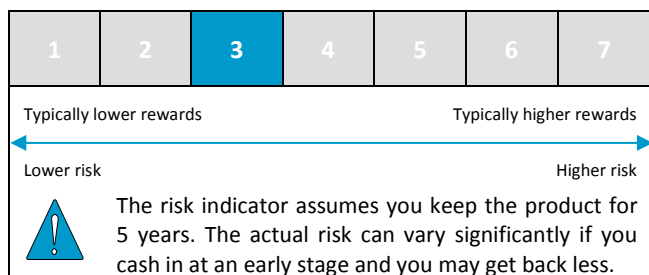 1 2 3 4 5 6 7
Typically lower rewards Typically higher rewards
Lower risk Higher risk
The risk indicator assumes you keep the product for
5 years. The actual risk can vary significantly if you
cash in at an early stage and you may get back less.